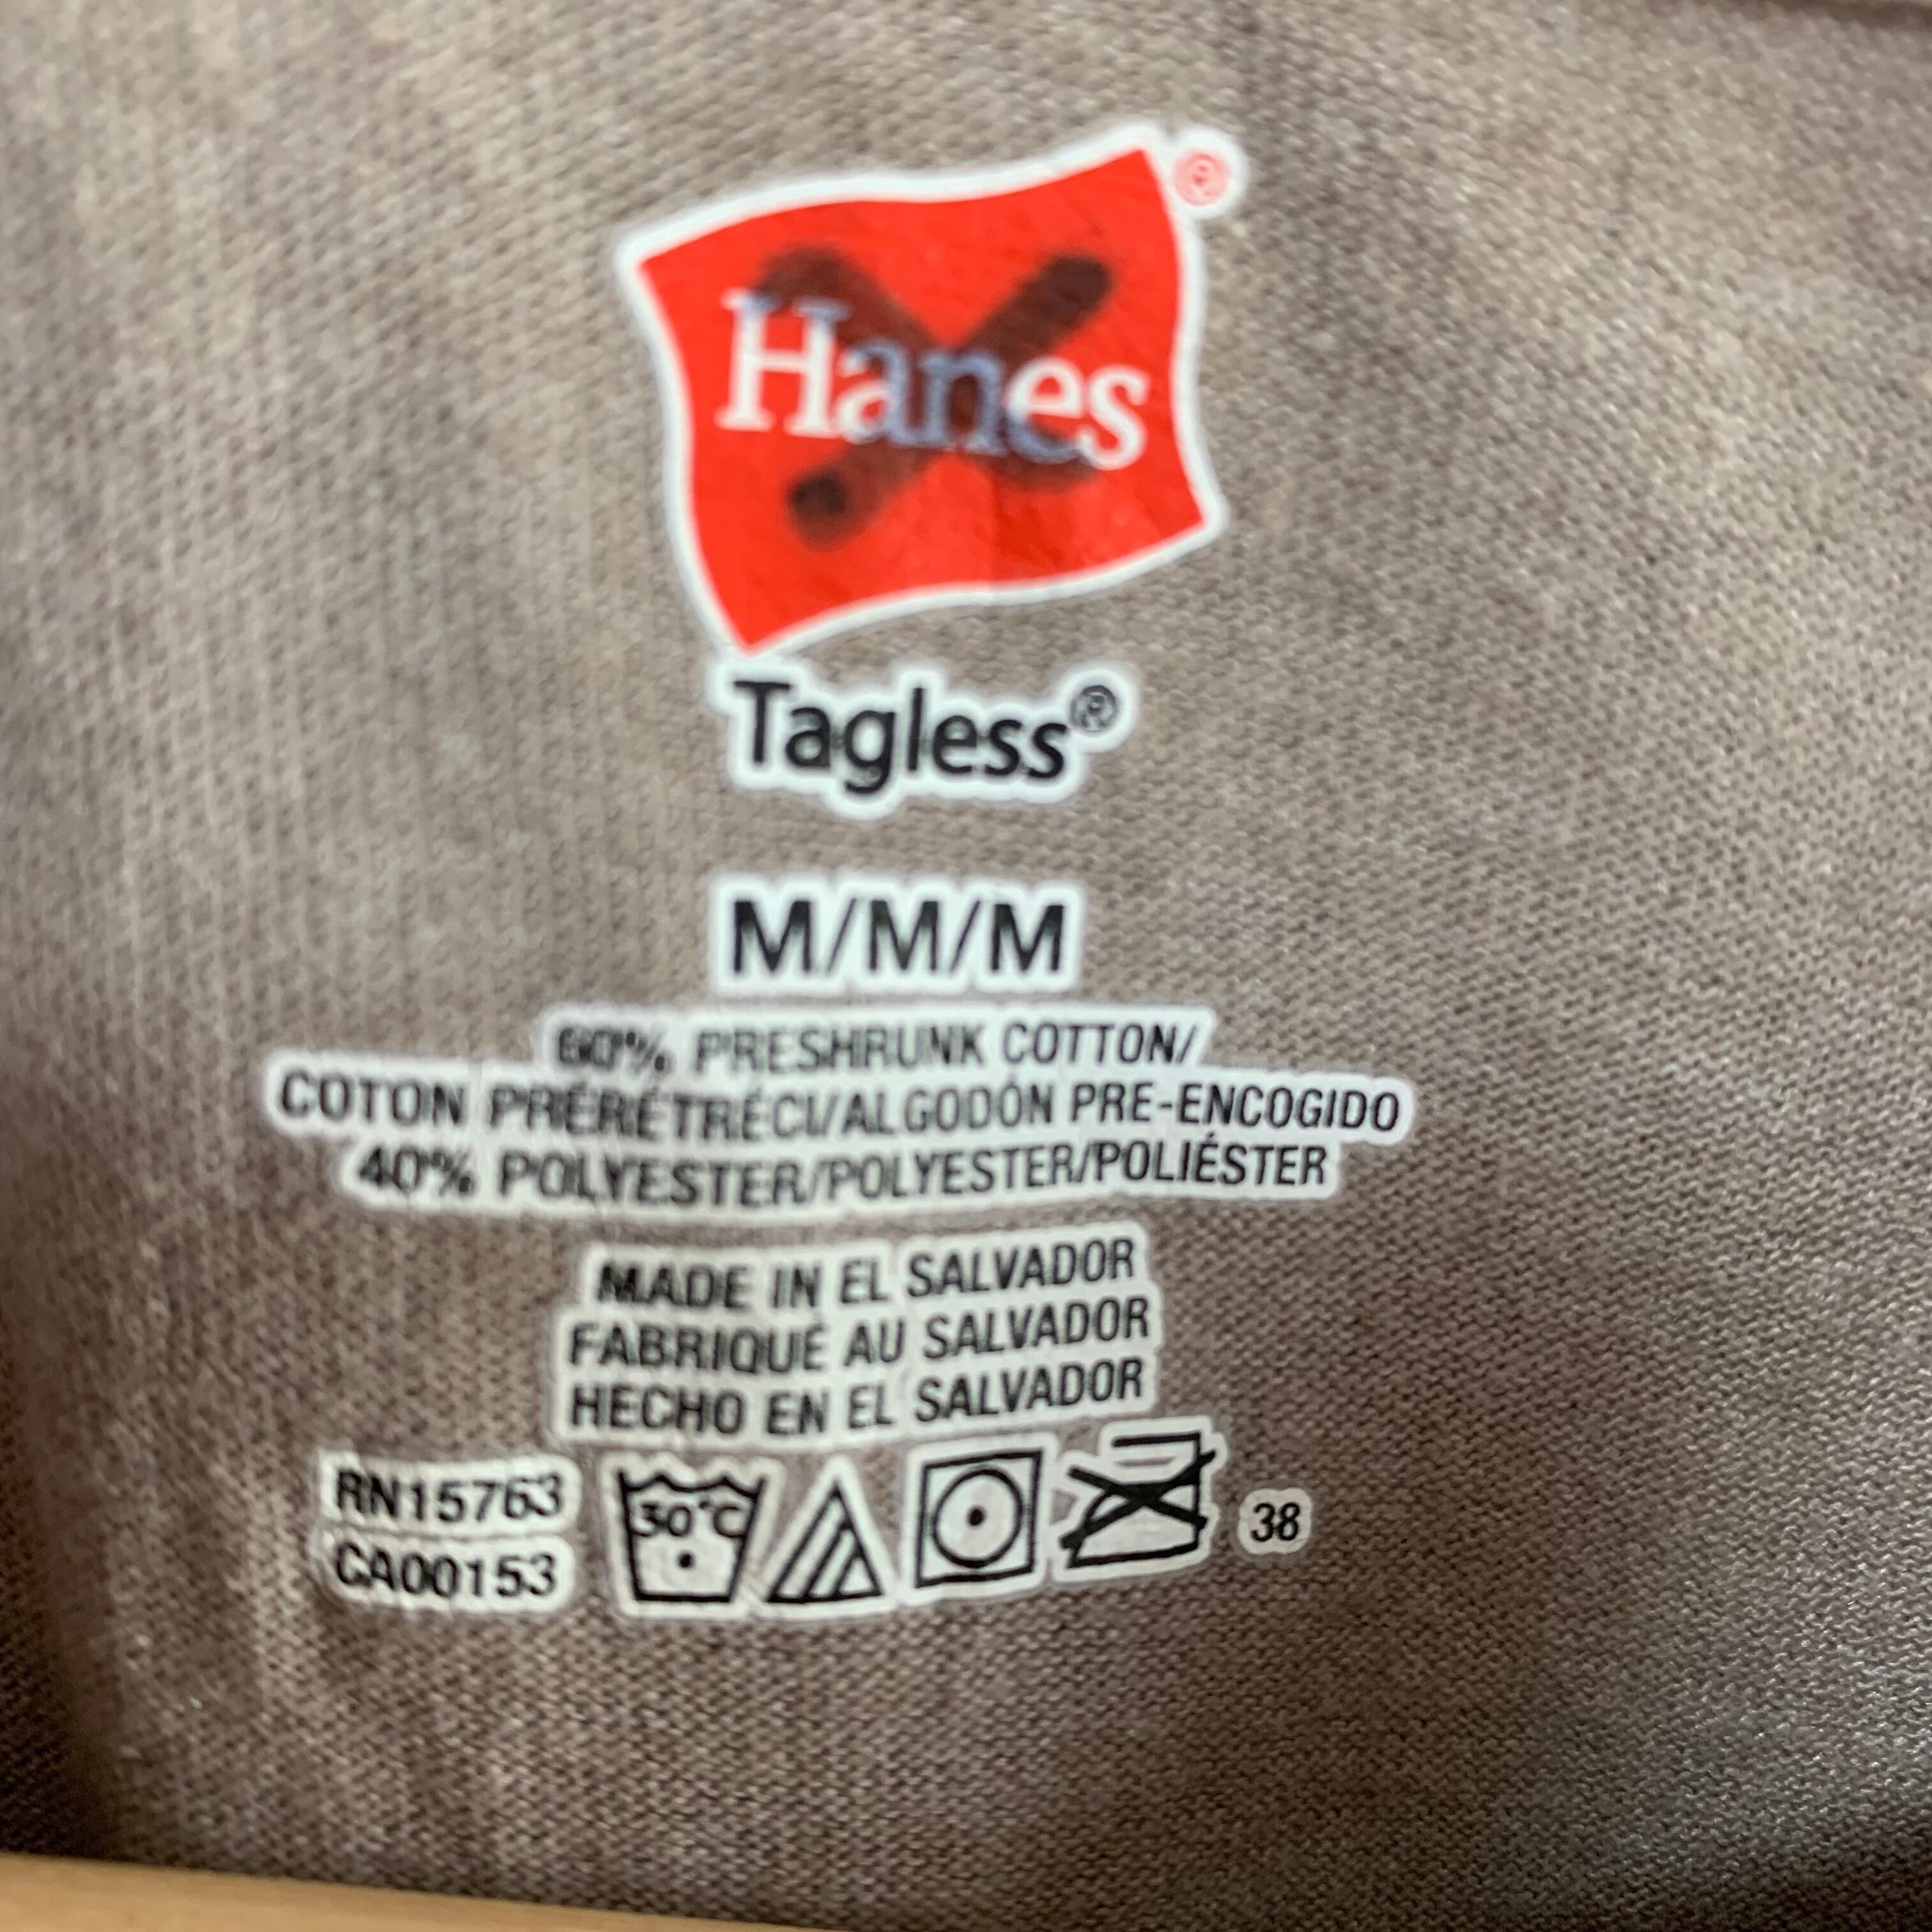 Hanes®
Tagless®
M/M/M
60% PRESHRUNK COTTON/
COTON PRÉRÉTRÉCI/ALGODÓN PRE-ENCOGIDO
40% POLYESTER/POLYESTER/POLIÉSTER
MADE IN EL SALVADOR
FABRIQUÉ AU SALVADOR
HECHO EN EL SALVADOR
RN15763
CA00153
30°C
38